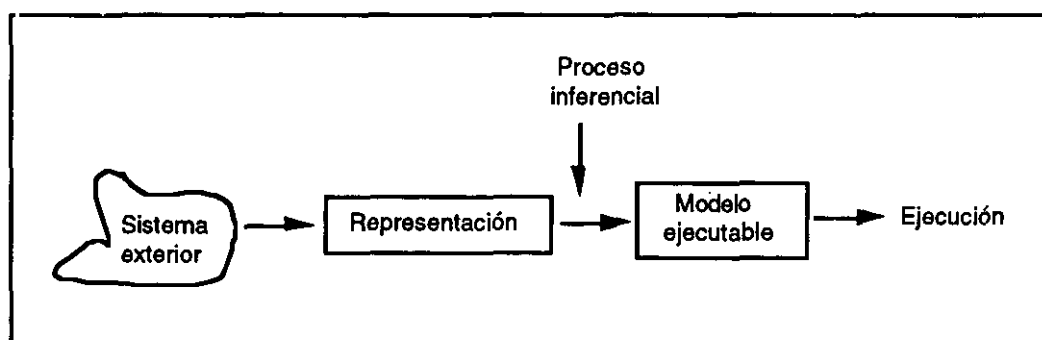 Proceso
inferencial
Sistema
exterior
Representación
Modelo
ejecutable
Ejecución